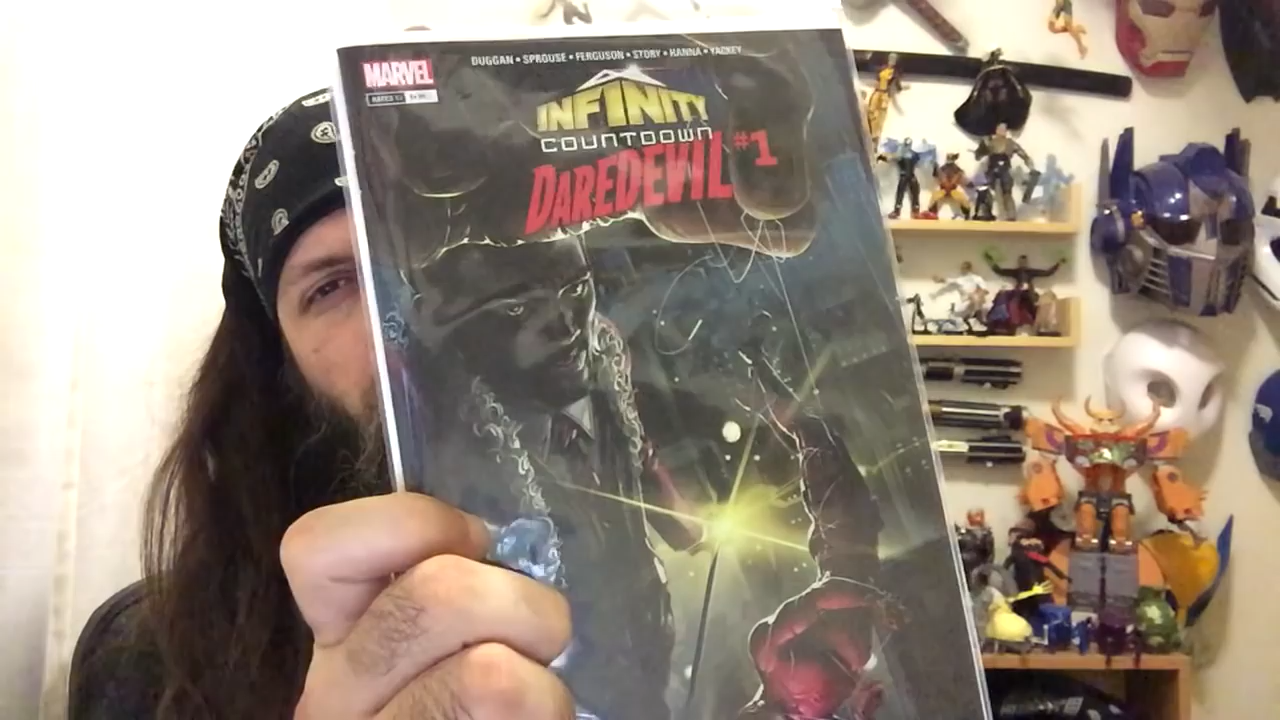 DUGGAN • SPROUSE • FERGUSON • STORY • HANNA • YACKEY
MARVEL
INFINITY
COUNTDOWN
DAREDEVIL #1